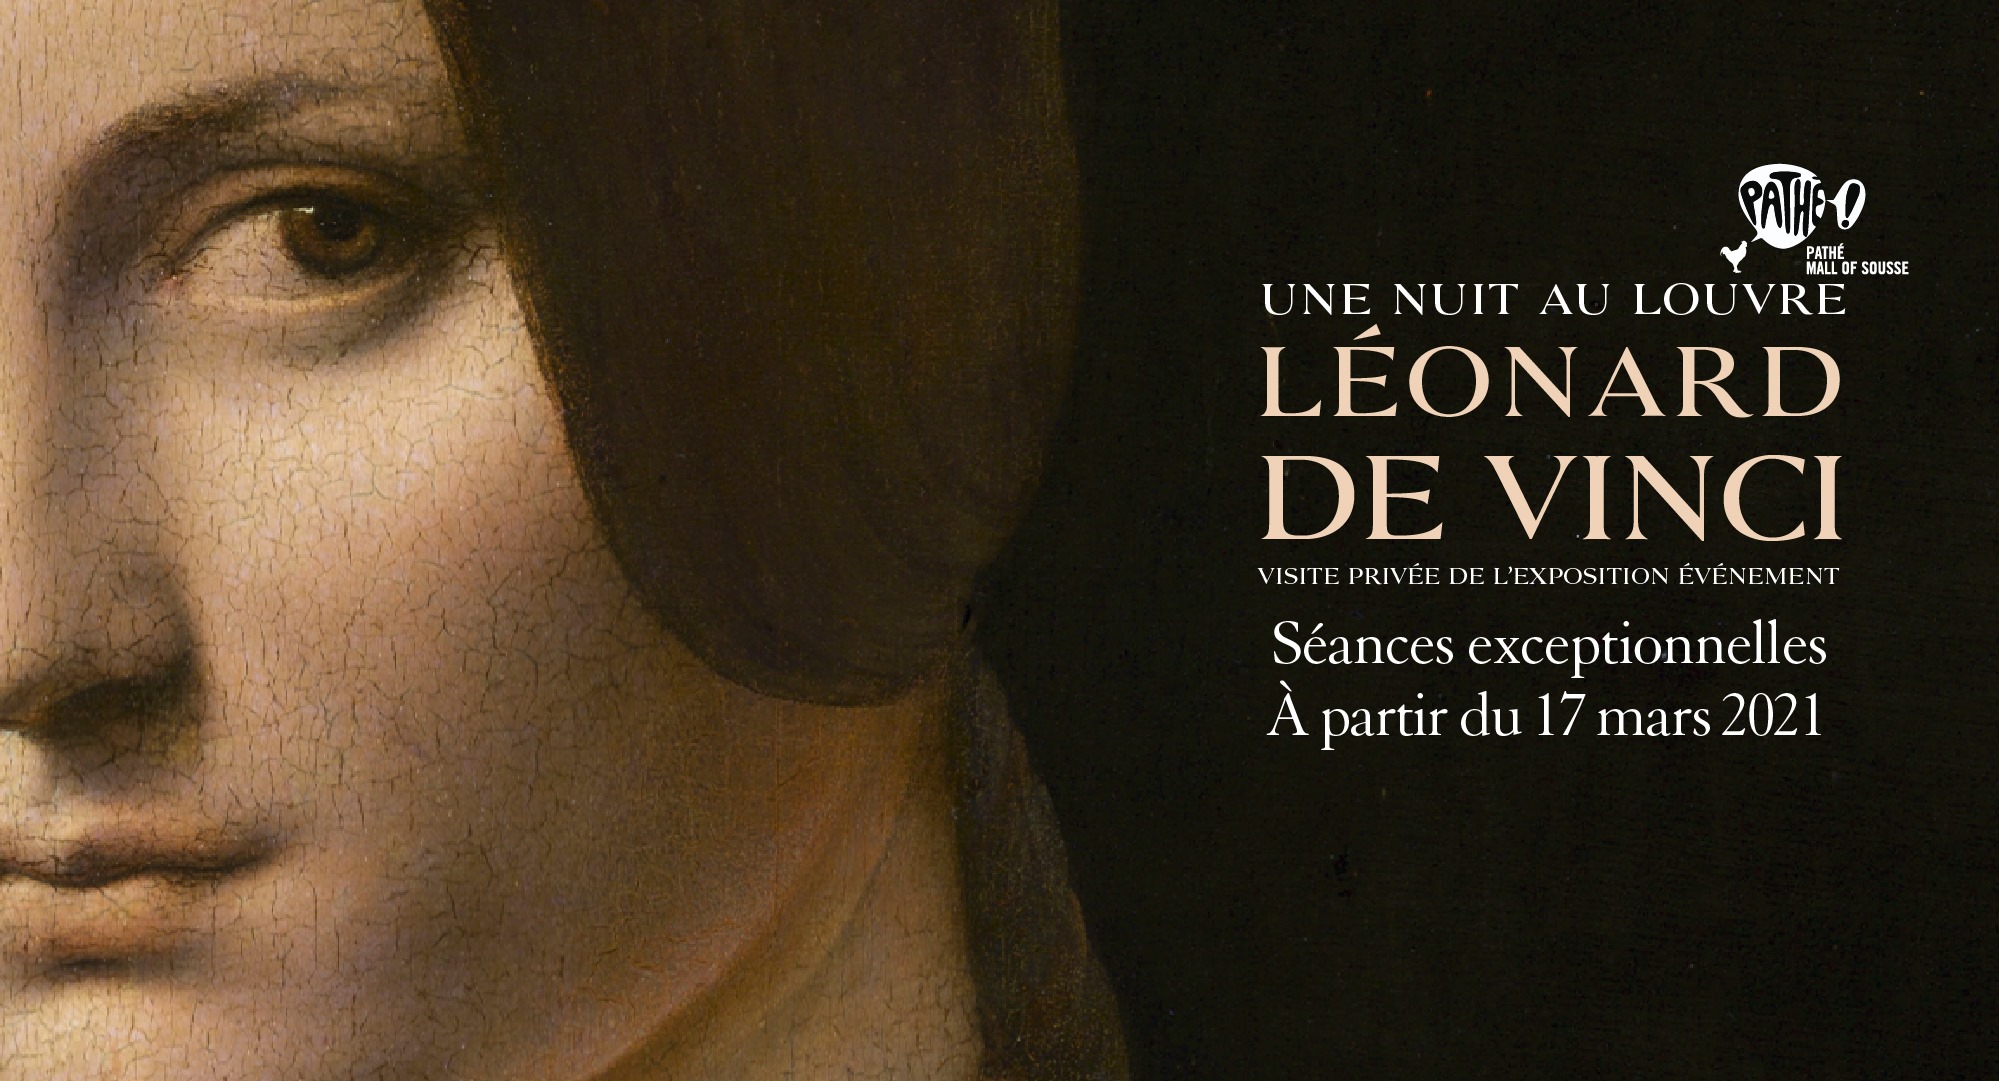 PATHÉ!
PATHÉ
MALL OF SOUSSE
UNE NUIT AU LOUVRE
LÉONARD
DE VINCI
VISITE PRIVÉE DE L'EXPOSITION ÉVÉNEMENT
Séances exceptionnelles
À partir du 17 mars 2021